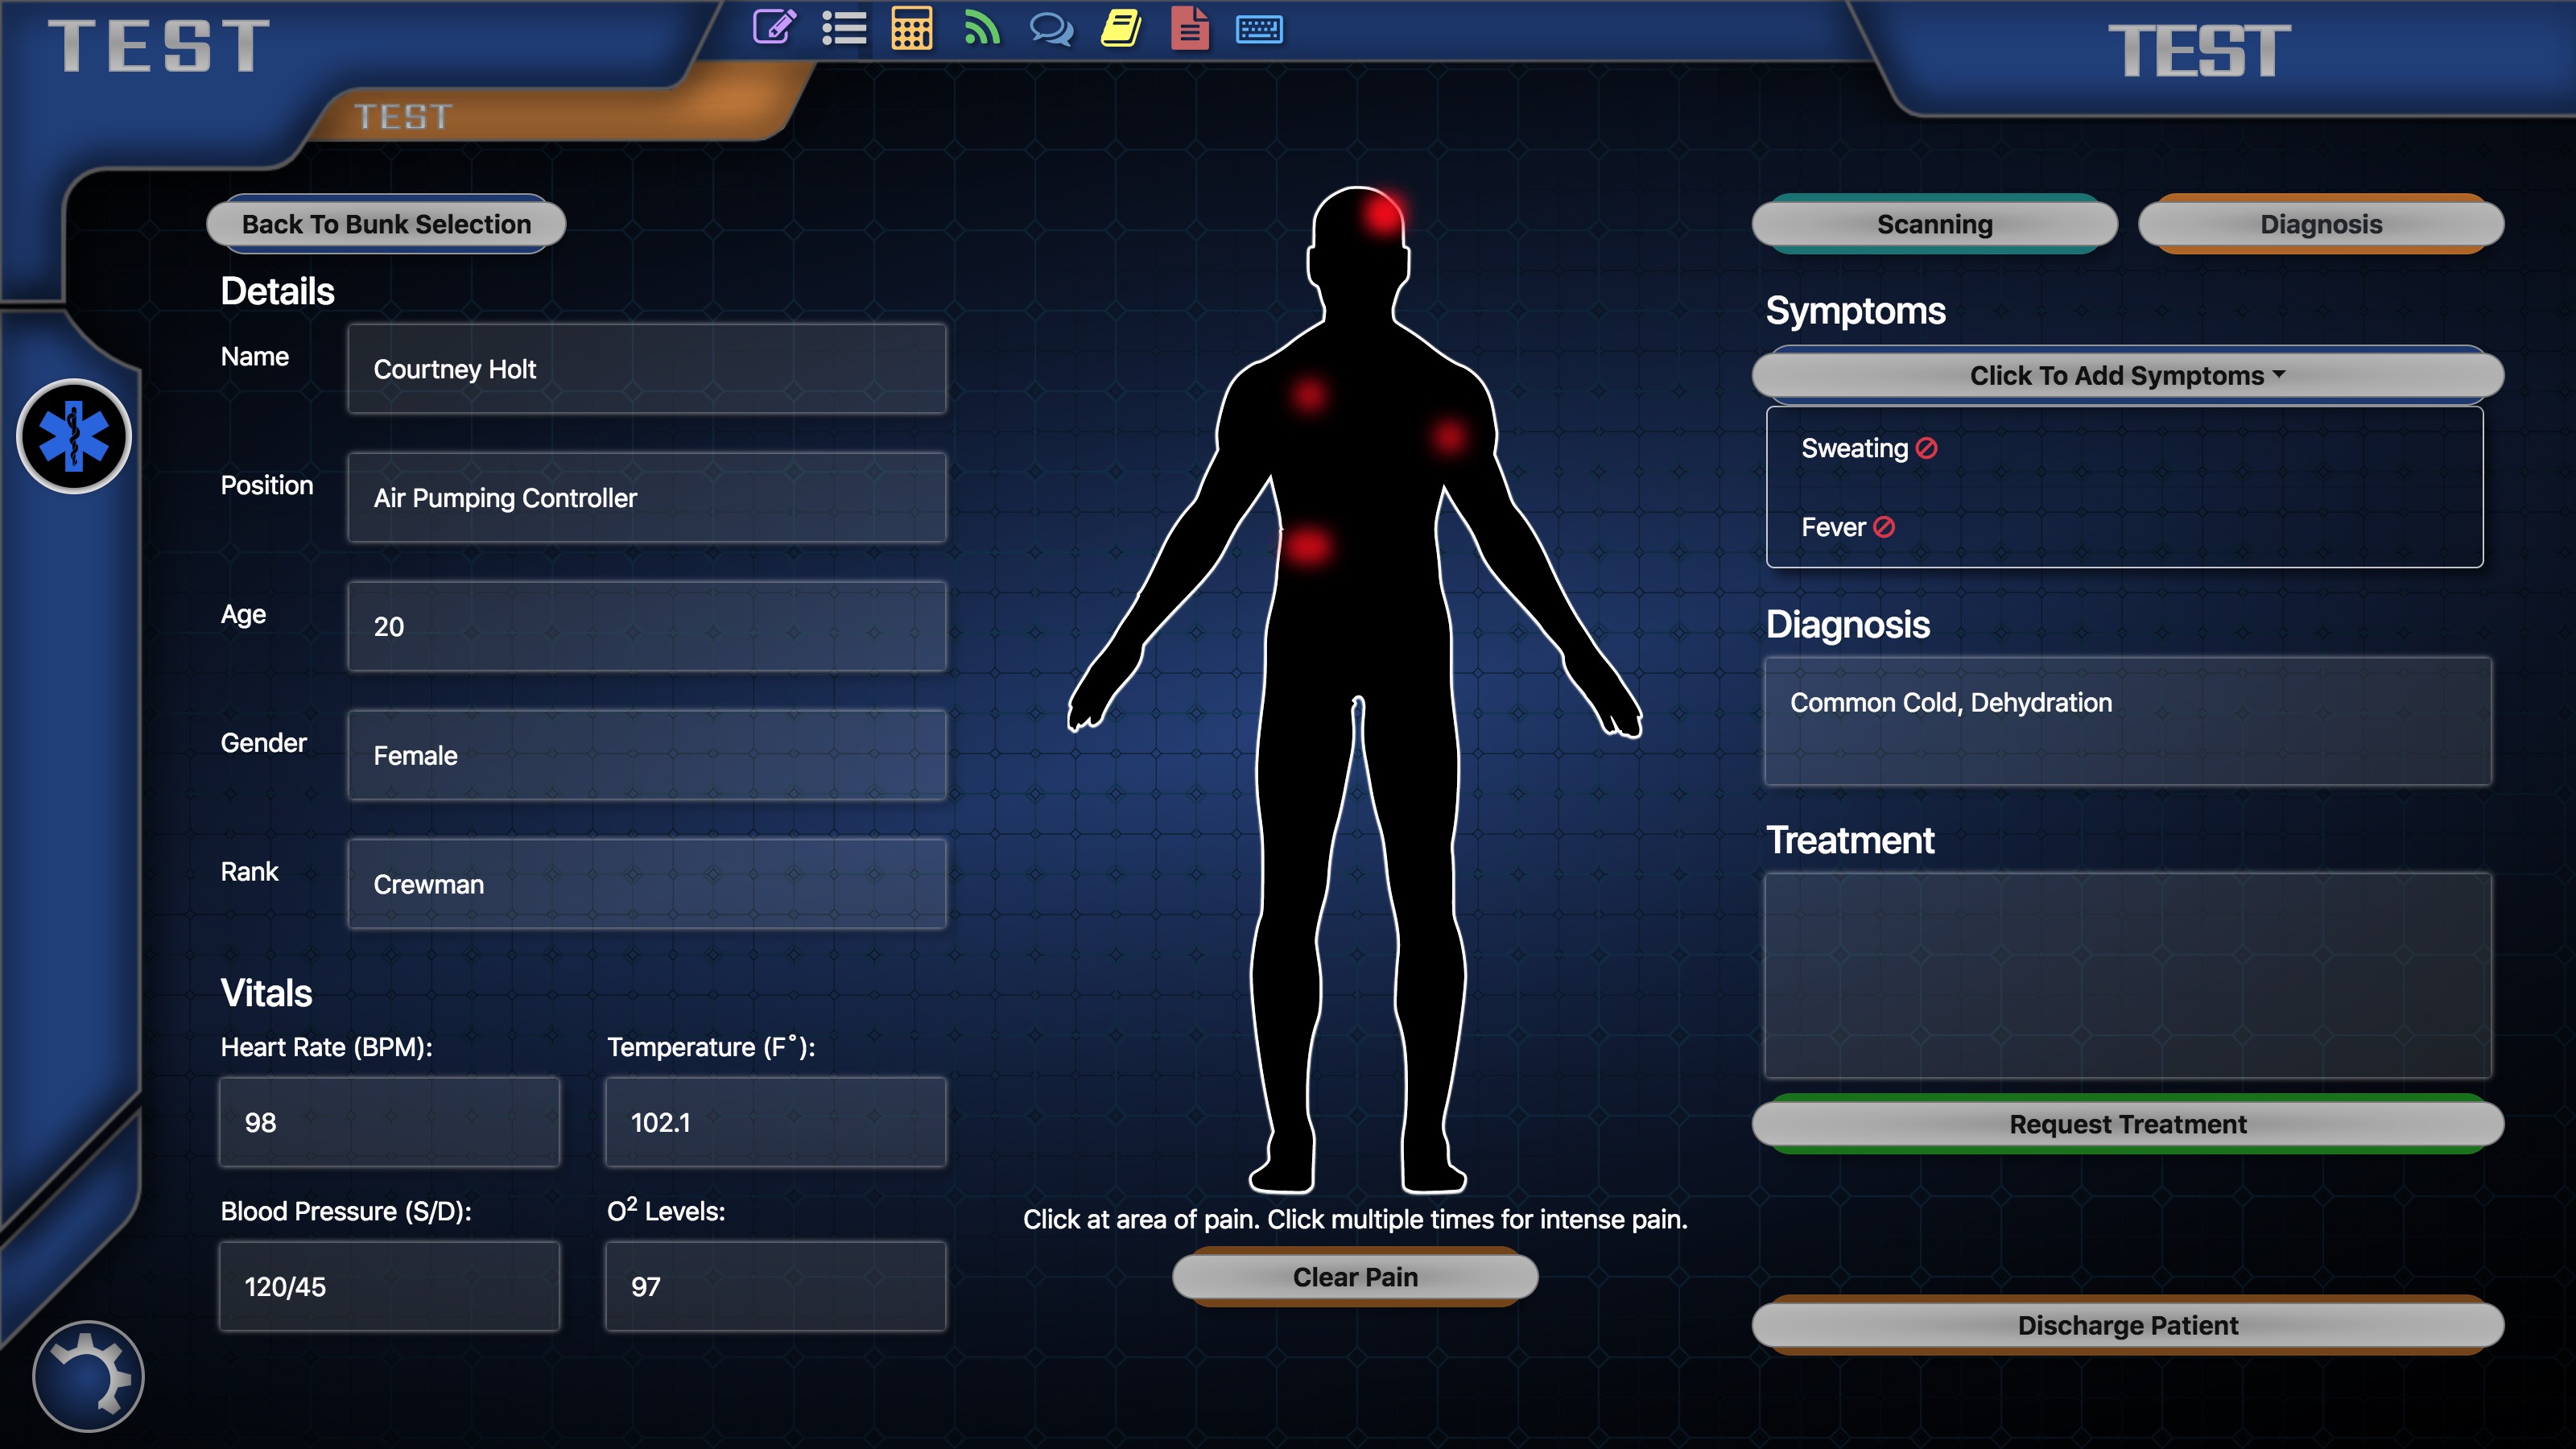 TEST
TEST
TEST
Back To Bunk Selection
Details
Name
Courtney Holt
Position
Air Pumping Controller
Age
20
Gender
Female
Rank
Crewman
Vitals
Heart Rate (BPM):
Temperature (F˚):
98
102.1
Blood Pressure (S/D):
O² Levels:
120/45
97
Click at area of pain. Click multiple times for intense pain.
Clear Pain
Scanning
Diagnosis
Symptoms
Click To Add Symptoms
Sweating
Fever
Diagnosis
Common Cold, Dehydration
Treatment
Request Treatment
Discharge Patient